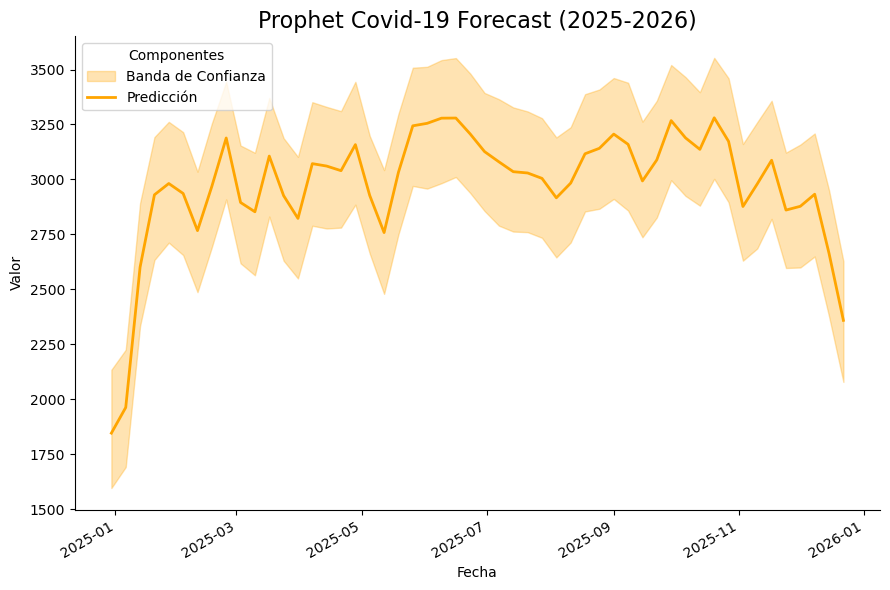 Prophet Covid-19 Forecast (2025-2026)
Componentes
Banda de Confianza
Predicción
Valor
3500
3250
3000
2750
2500
2250
2000
1750
1500
2025-01
2025-03
2025-05
2025-07
2025-09
2025-11
2026-01
Fecha